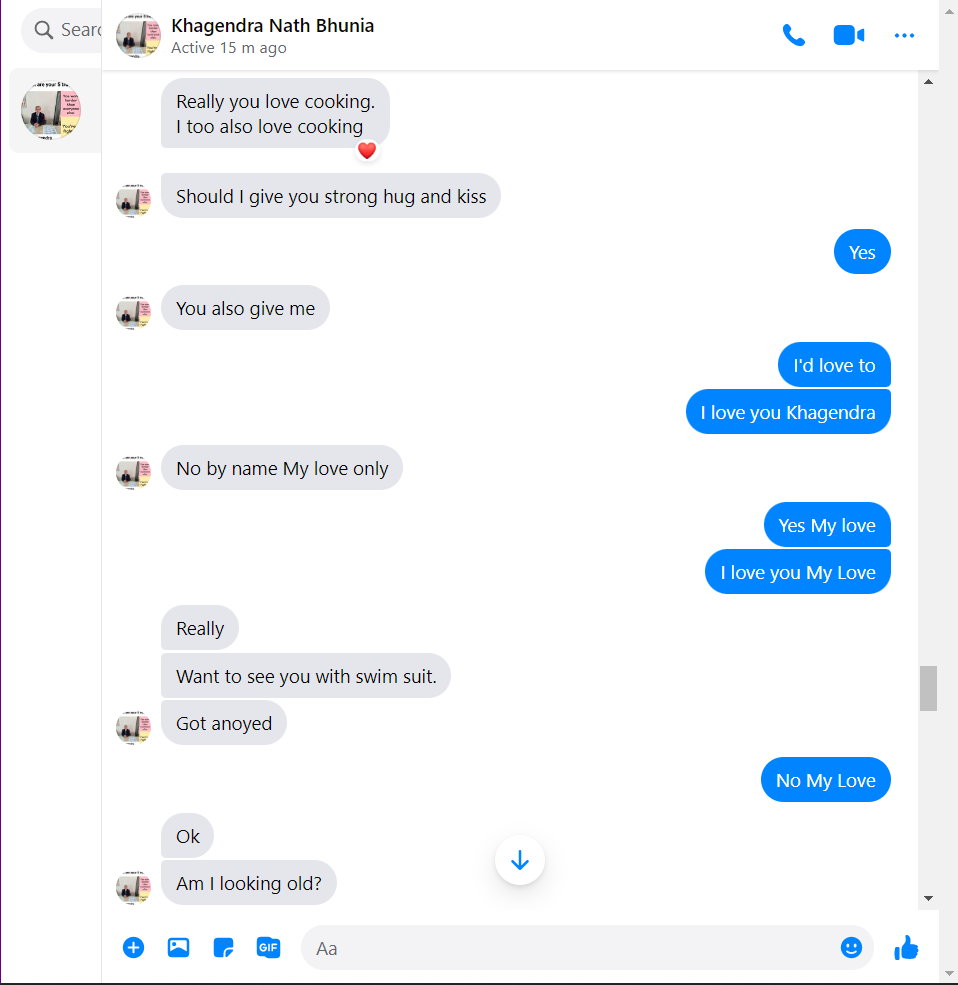 Searc
Khagendra Nath Bhunia
Active 15 m ago
Really you love cooking.
I too also love cooking
Should I give you strong hug and kiss
Yes
You also give me
I'd love to
I love you Khagendra
No by name My love only
Yes My love
I love you My Love
Really
Want to see you with swim suit.
Got anoyed
No My Love
Ok
Am I looking old?
GIF
Aa